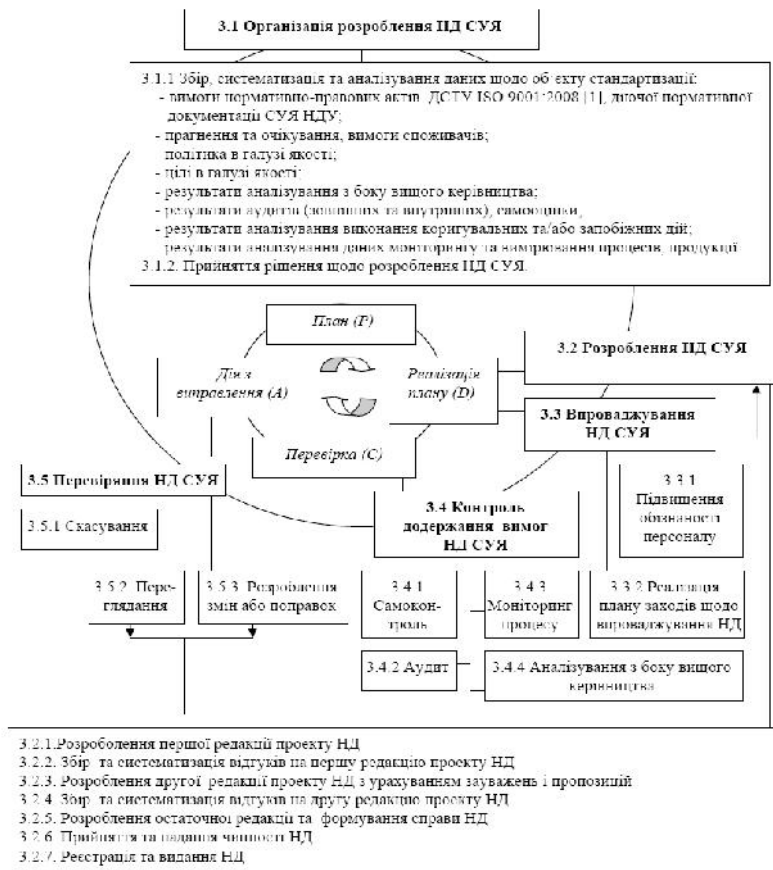 3.1 Організація розроблення НД СУЯ
3.1.1 Збір, систематизація та аналізування даних щодо об'єкту стандартизації:
- вимоги нормативно-правових актів ДСТУ ISO 9001:2008 [1], діючої нормативної
документації СУЯ НДУ;
- прагнення та очікування, вимоги споживачів;
політика в галузі якості;
- цілі в галузі якості;
- результати аналізування з боку вищого керівництва;
- результати аудитів (зовнішніх та внутрішніх), самооцінки,
- результати аналізування виконання коригувальних та/або запобіжних дій;
результати аналізування даних моніторингу та вимірювання процесів, продукції
3.1.2. Прийняття рішення щодо розроблення НД СУЯ.
План (P)
Дія з
виправлення (A)
Реалізація
плану (D)
Перевірка (C)
3.2 Розроблення НД СУЯ
3.3 Впроваджування
НД СУЯ
3.5 Перевіряння НД СУЯ
3.5.1 Скасування
3.4 Контроль
додержання вимог
НД СУЯ
3.3.1
Підвищення
обізнаності
персоналу
3.5.2 Пере-
глядання
3.5.3 Розроблення
змін або поправок
3.4.1
Самокон-
троль
3.4.3
Моніторинг
процесу
3.3.2 Реалізація
плану заходів щодо
впроваджування НД
3.4.2 Аудит
3.4.4 Аналізування з боку вищого
керівництва
3.2.1.Розроболення першої редакції проекту НД
3.2.2. Збір та систематизація відгуків на першу редакцію проекту НД
3.2.3. Розроблення другої редакції проекту НД з урахуванням зауважень і пропозицій
3.2.4. Збір та систематизація відгуків на другу редакцію проекту НД
3.2.5. Розроблення остаточної редакції та формування справи НД
3.2.6. Прийняття та надання чинності НД
3.2.7. Реєстрація та видання НД